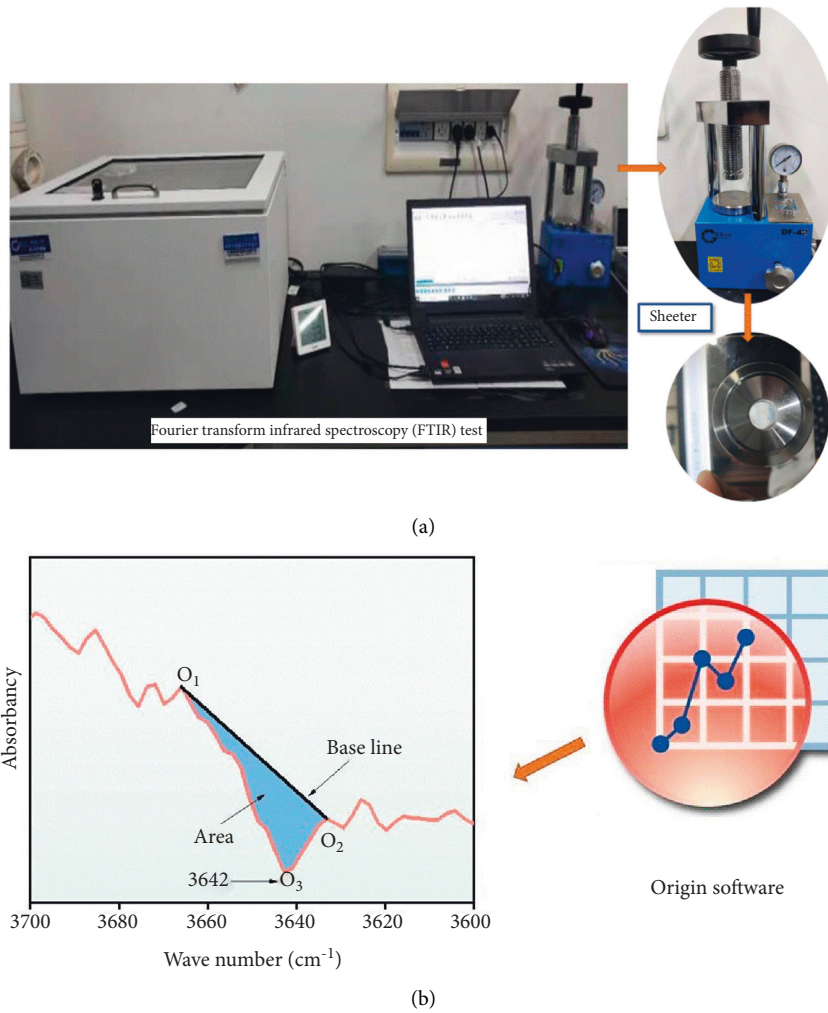 Sheeter
Fourier transform infrared spectroscopy (FTIR) test
(a)
Absorbancy
O1
Base line
Area
O2
3642
O3
3700
3680
3660
3640
3620
3600
Wave number (cm-1)
Origin software
(b)